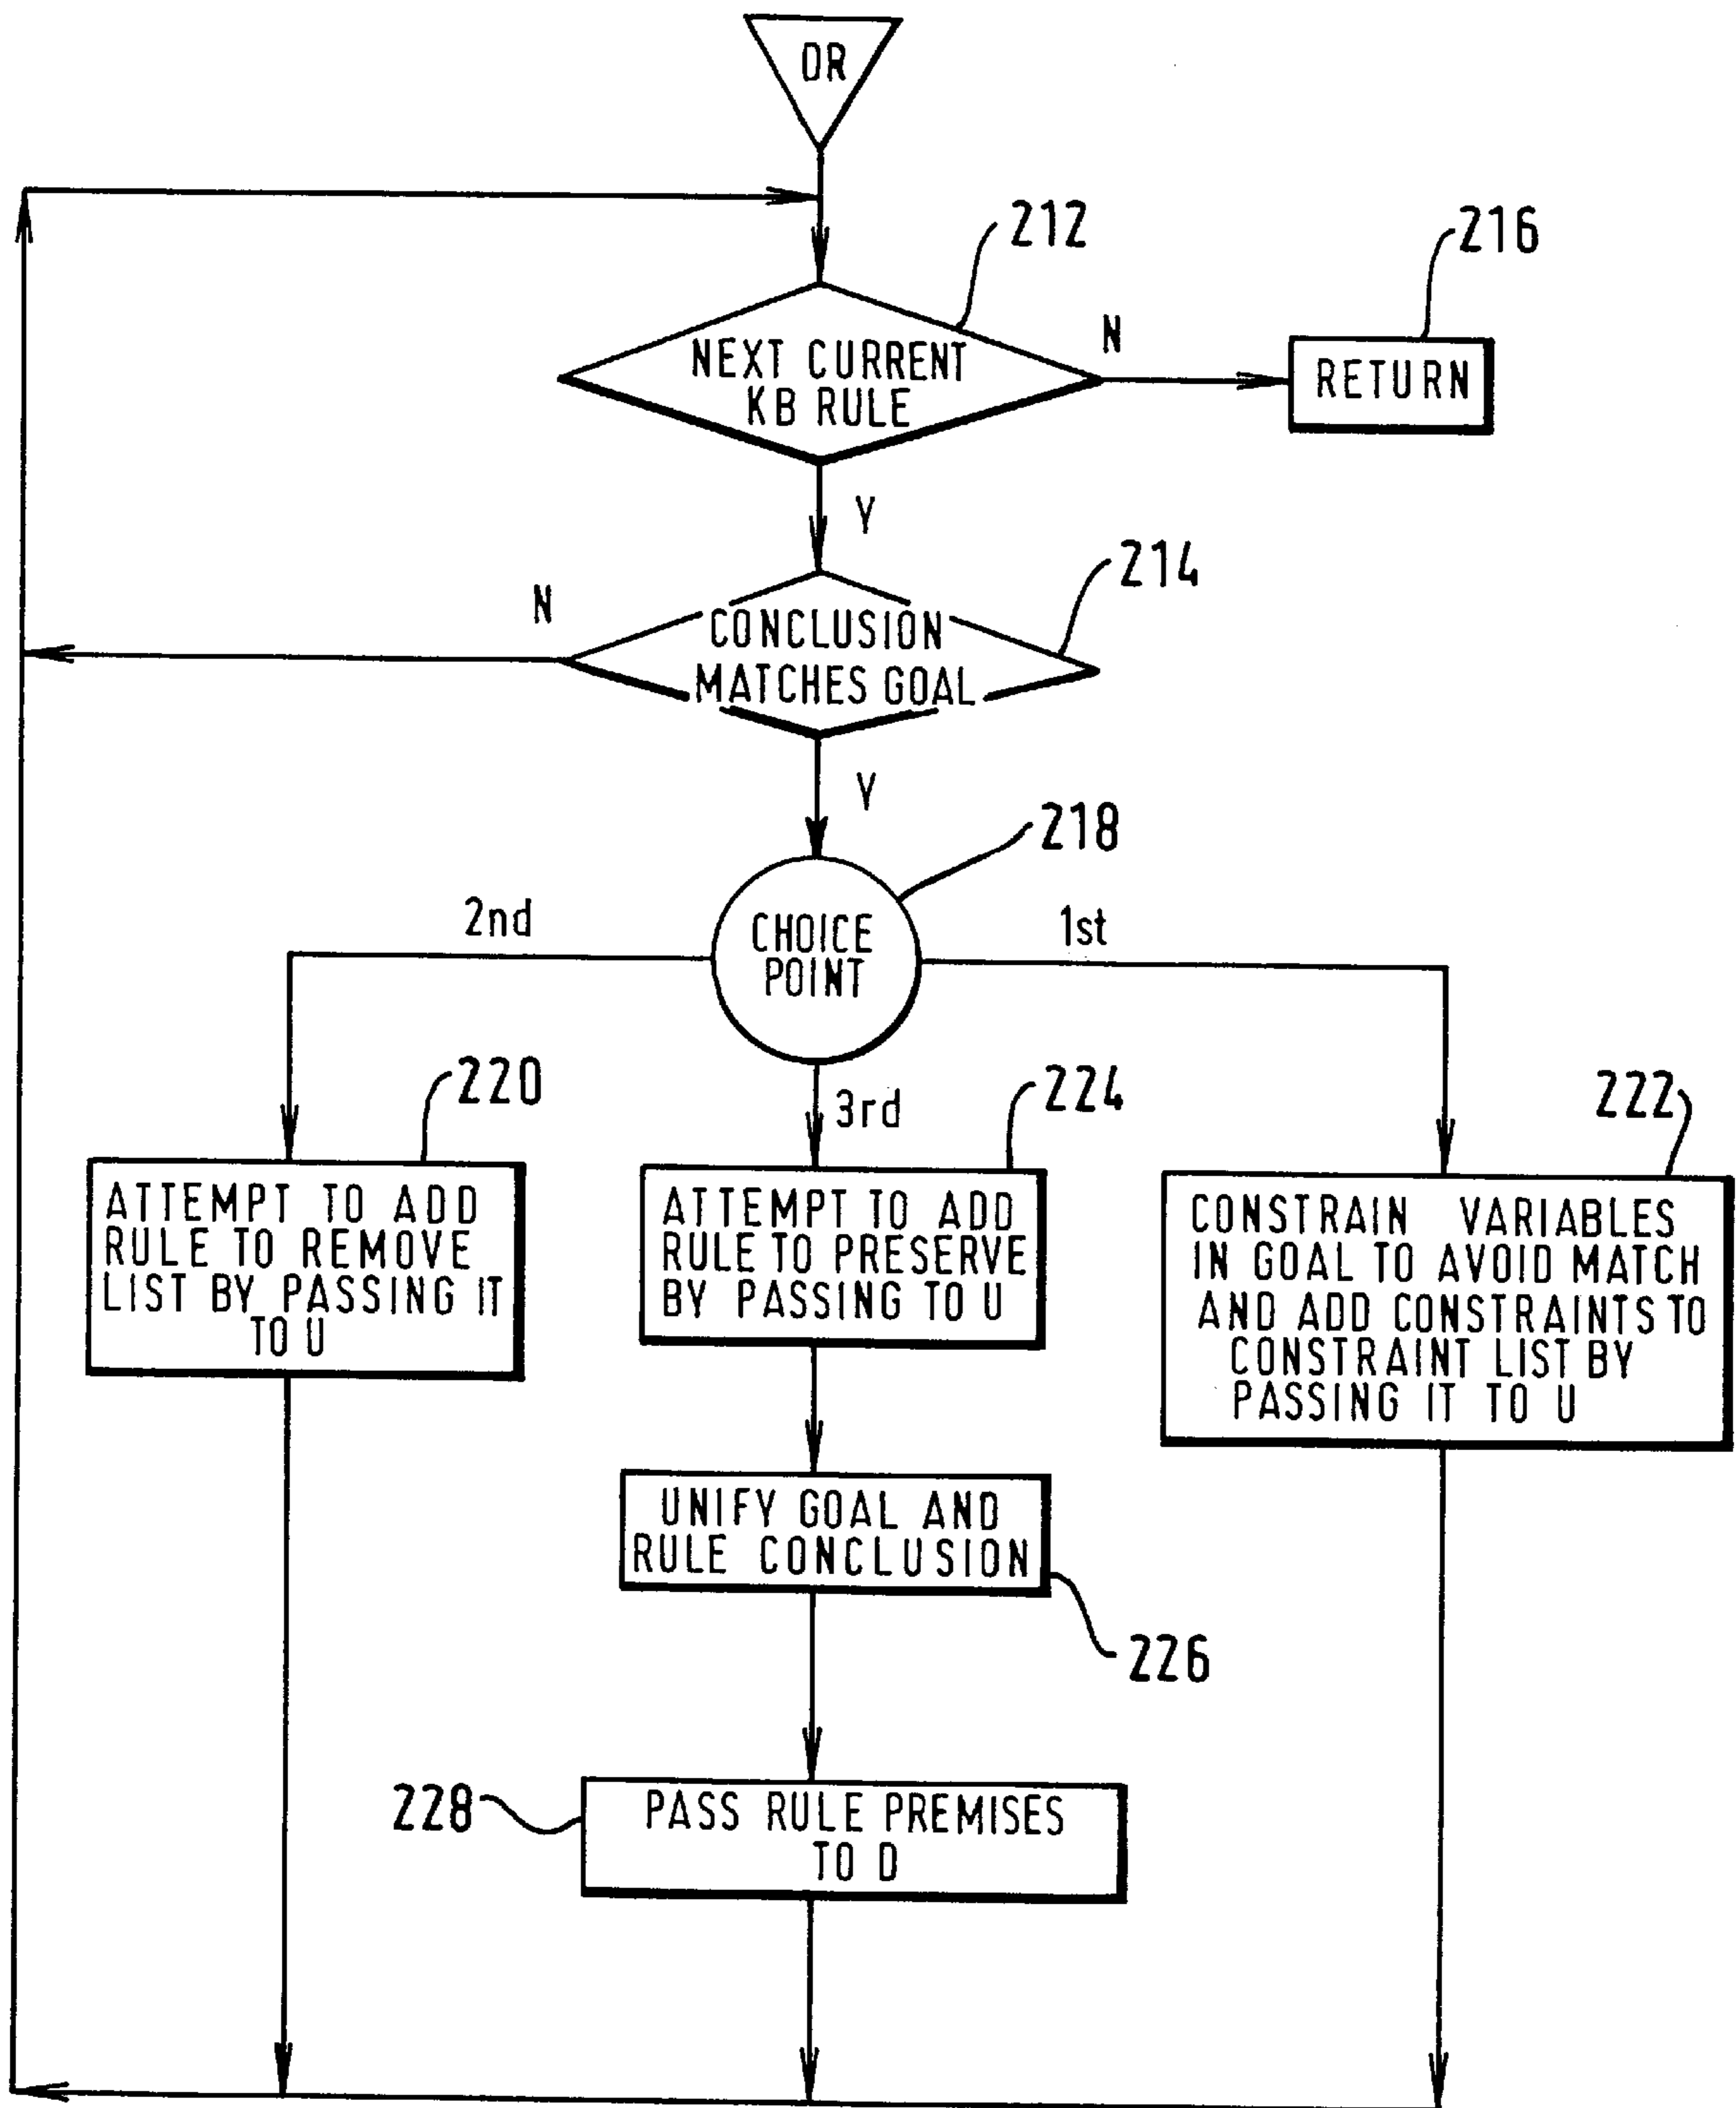 OR
212
216
NEXT CURRENT
KB RULE
N
RETURN
Y
214
N
CONCLUSION
MATCHES GOAL
Y
218
2nd
CHOICE
POINT
1st
220
3rd
224
222
ATTEMPT TO ADD
RULE TO REMOVE
LIST BY PASSING IT
TO U
ATTEMPT TO ADD
RULE TO PRESERVE
BY PASSING TO U
CONSTRAIN VARIABLES
IN GOAL TO AVOID MATCH
AND ADD CONSTRAINTS TO
CONSTRAINT LIST BY
PASSING IT TO U
UNIFY GOAL AND
RULE CONCLUSION
226
228
PASS RULE PREMISES
TO D